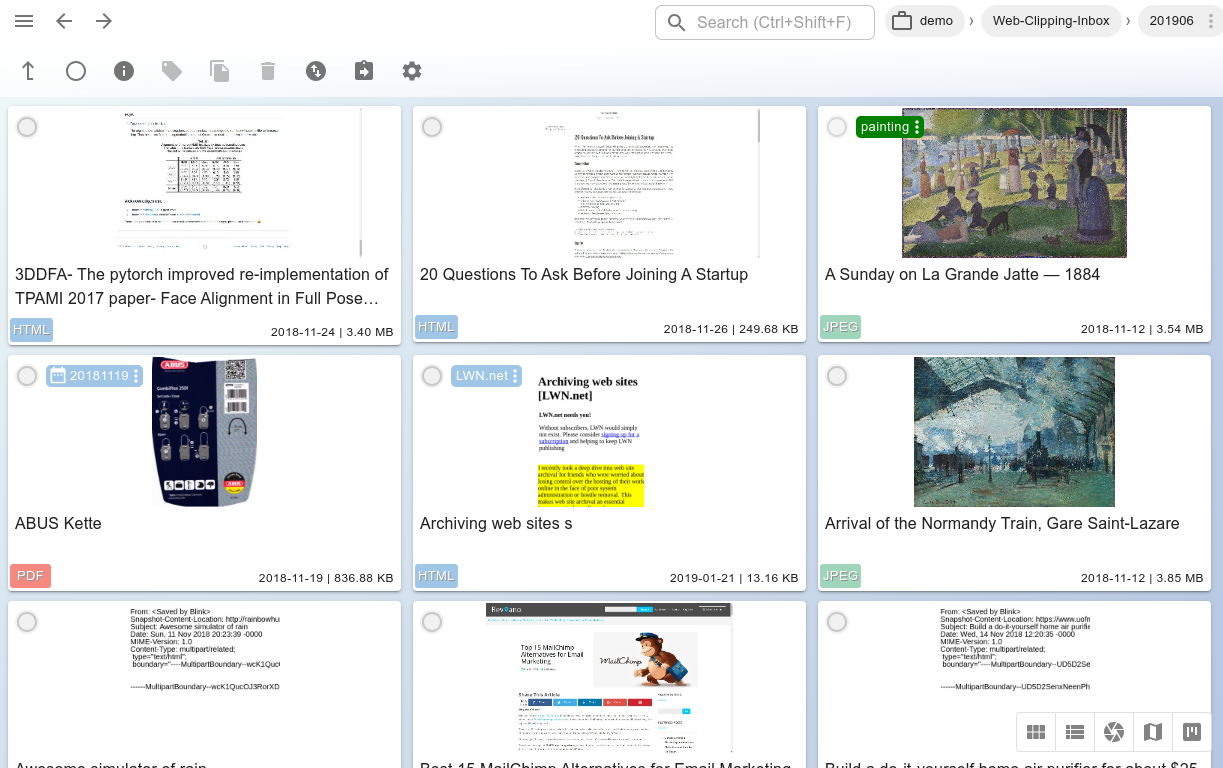 Search (Ctrl+Shift+F)
demo
Web-Clipping-Inbox
201906
3DDFA- The pytorch improved re-implementation of
TPAMI 2017 paper- Face Alignment in Full Pose…
HTML
2018-11-24 | 3.40 MB
20 Questions To Ask Before Joining A Startup
20 Questions To Ask Before Joining A Startup
HTML
2018-11-26 | 249.68 KB
painting
A Sunday on La Grande Jatte — 1884
JPEG
2018-11-12 | 3.54 MB
20181119
ABUS
ABUS
ABUS Kette
PDF
2018-11-19 | 836.88 KB
LWN.net
Archiving web sites
[LWN.net]
LWN.net needs you!
Without subscribers, LWN would simply
not exist. Please consider signing up for a
subscription and helping to keep LWN
publishing
I recently took a deep dive into web site
archival for friends who were worried about
losing control over the hosting of their work
online in the face of poor system
administration or hostile removal. This
makes web site archival an essential
Archiving web sites s
HTML
2019-01-21 | 13.16 KB
Arrival of the Normandy Train, Gare Saint-Lazare
JPEG
2018-11-12 | 3.85 MB
From: <Saved by Blink>
Snapshot-Content-Location: http://rainbowhu
Subject: Awesome simulator of rain
Date: Sun, 11 Nov 2018 20:23:39 -0000
MIME-Version: 1.0
Content-Type: multipart/related;
type="text/html";
boundary="----MultipartBoundary--wcK1Quc
------MultipartBoundary--wcK1QucOJ3RorXD
Awesome simulator of rain
Top 15 MailChimp
Alternatives for Email
Marketing
MailChimp
Share This Article
Best 15 MailChimp Alternatives for Email Marketing
From: <Saved by Blink>
Snapshot-Content-Location: https://www.uofr
Subject: Build a do-it-yourself home air purifie
Date: Wed, 14 Nov 2018 12:20:35 -0000
MIME-Version: 1.0
Content-Type: multipart/related;
type="text/html";
boundary="----MultipartBoundary--UD5D2Se
------MultipartBoundary--UD5D2SenxNeenPh
Build a do-it-yourself home air purifier for about $25